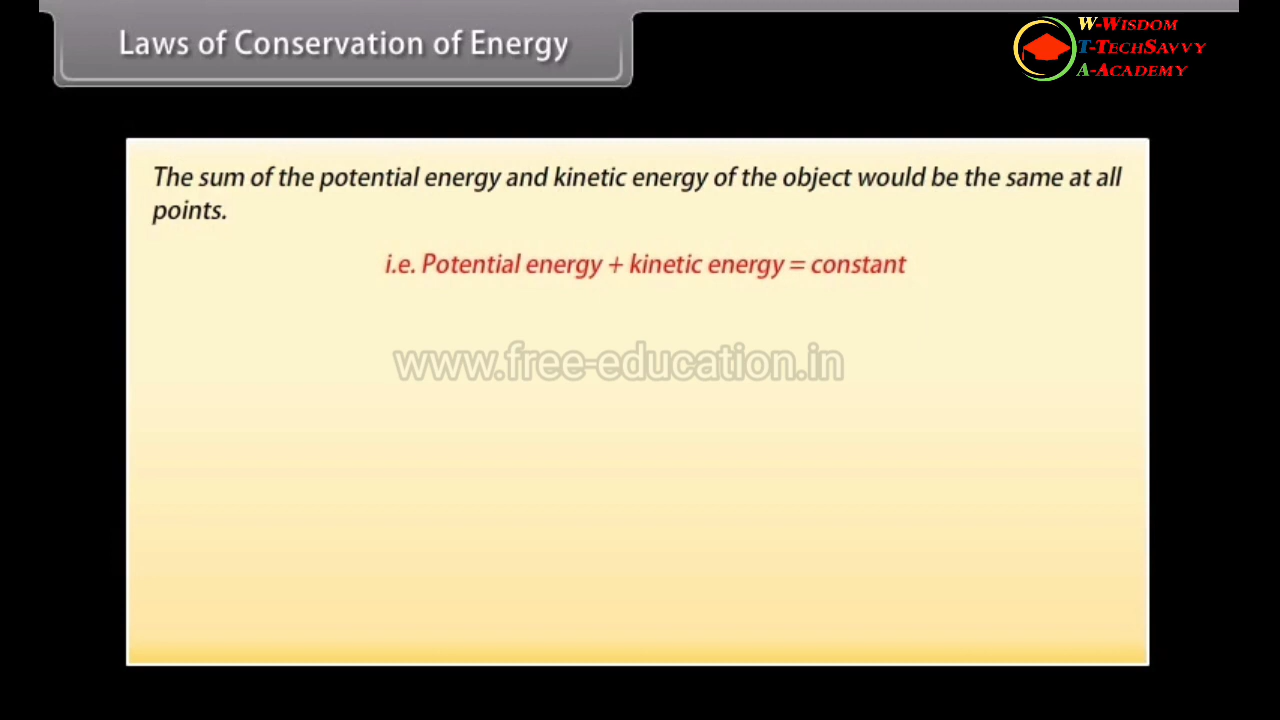 Laws of Conservation of Energy
W-Wisdom
T-TechSavvy
A-Academy
The sum of the potential energy and kinetic energy of the object would be the same at all
points.
i.e. Potential energy + kinetic energy = constant
www.free-education.in